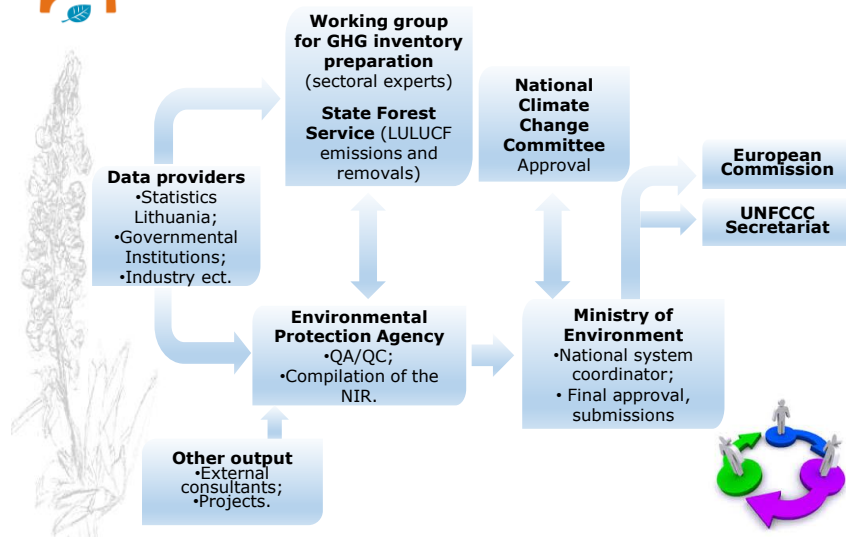 Working group
for GHG inventory
preparation
(sectoral experts)
State Forest
Service (LULUCF
emissions and
removals)
National
Climate
Change
Committee
Approval
European
Commission
UNFCCC
Secretariat
Data providers
•Statistics
Lithuania;
•Governmental
Institutions;
•Industry ect.
Environmental
Protection Agency
•QA/QC;
•Compilation of the
NIR.
Ministry of
Environment
•National system
coordinator;
• Final approval,
submissions
Other output
•External
consultants;
•Projects.